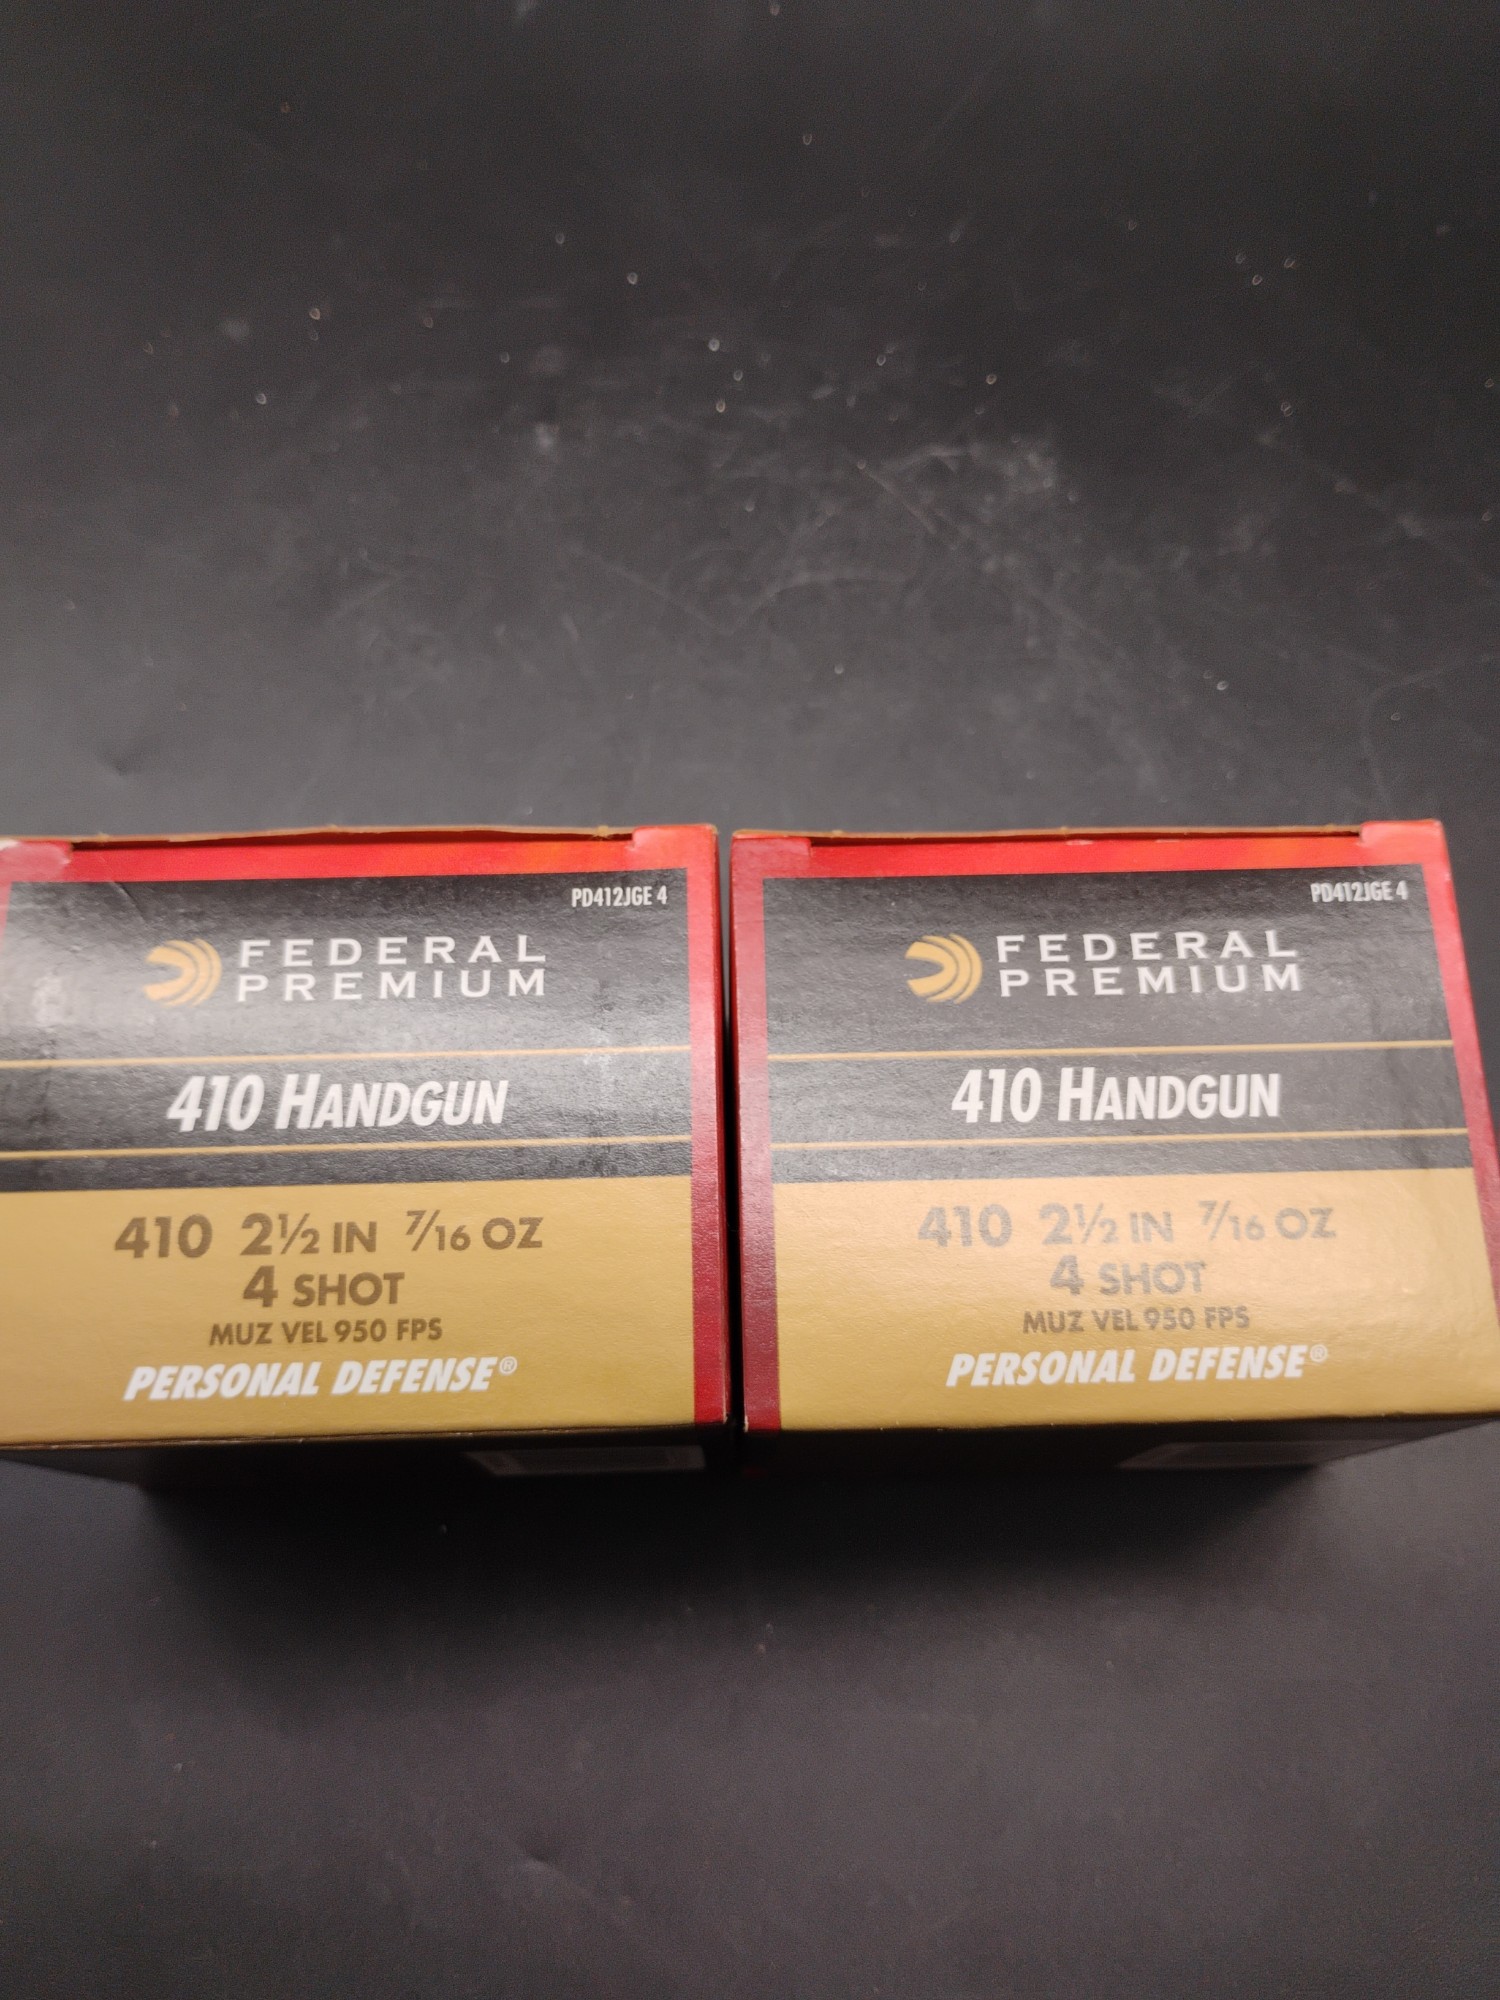 PD412JGE 4
FEDERAL
PREMIUM
410 HANDGUN
410 2½ IN 7/16 OZ
4 SHOT
MUZ VEL 950 FPS
PERSONAL DEFENSE®
PD412JGE 4
FEDERAL
PREMIUM
410 HANDGUN
410 2½ IN 7/16 OZ
4 SHOT
MUZ VEL 950 FPS
PERSONAL DEFENSE®